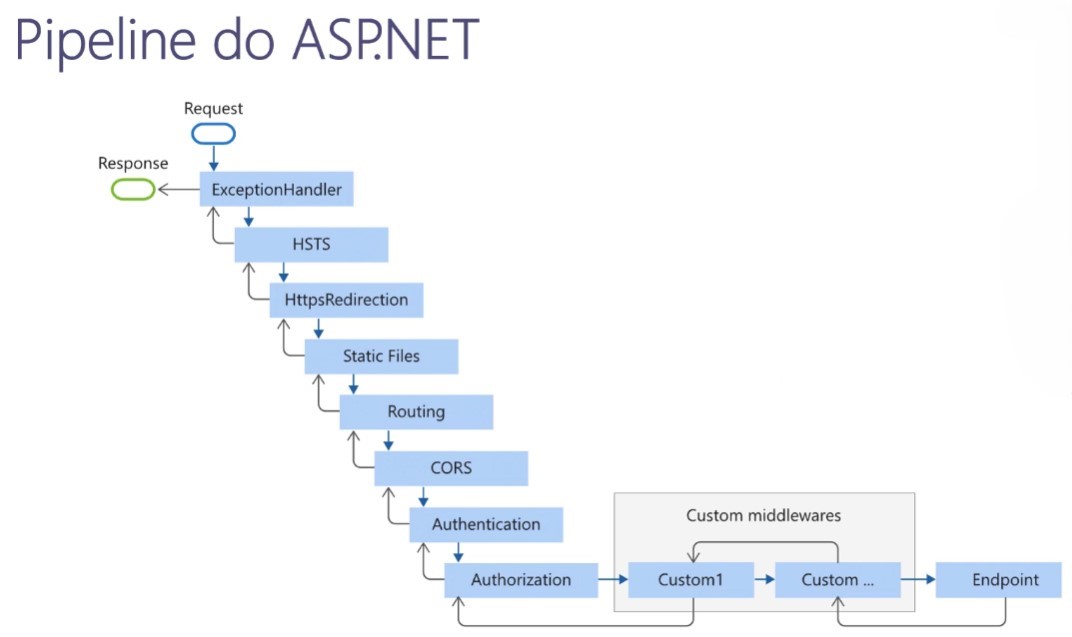 Pipeline do ASP.NET
Request
Response
ExceptionHandler
HSTS
HttpsRedirection
Static Files
Routing
CORS
Authentication
Custom middlewares
Authorization
Custom1
Custom ...
Endpoint